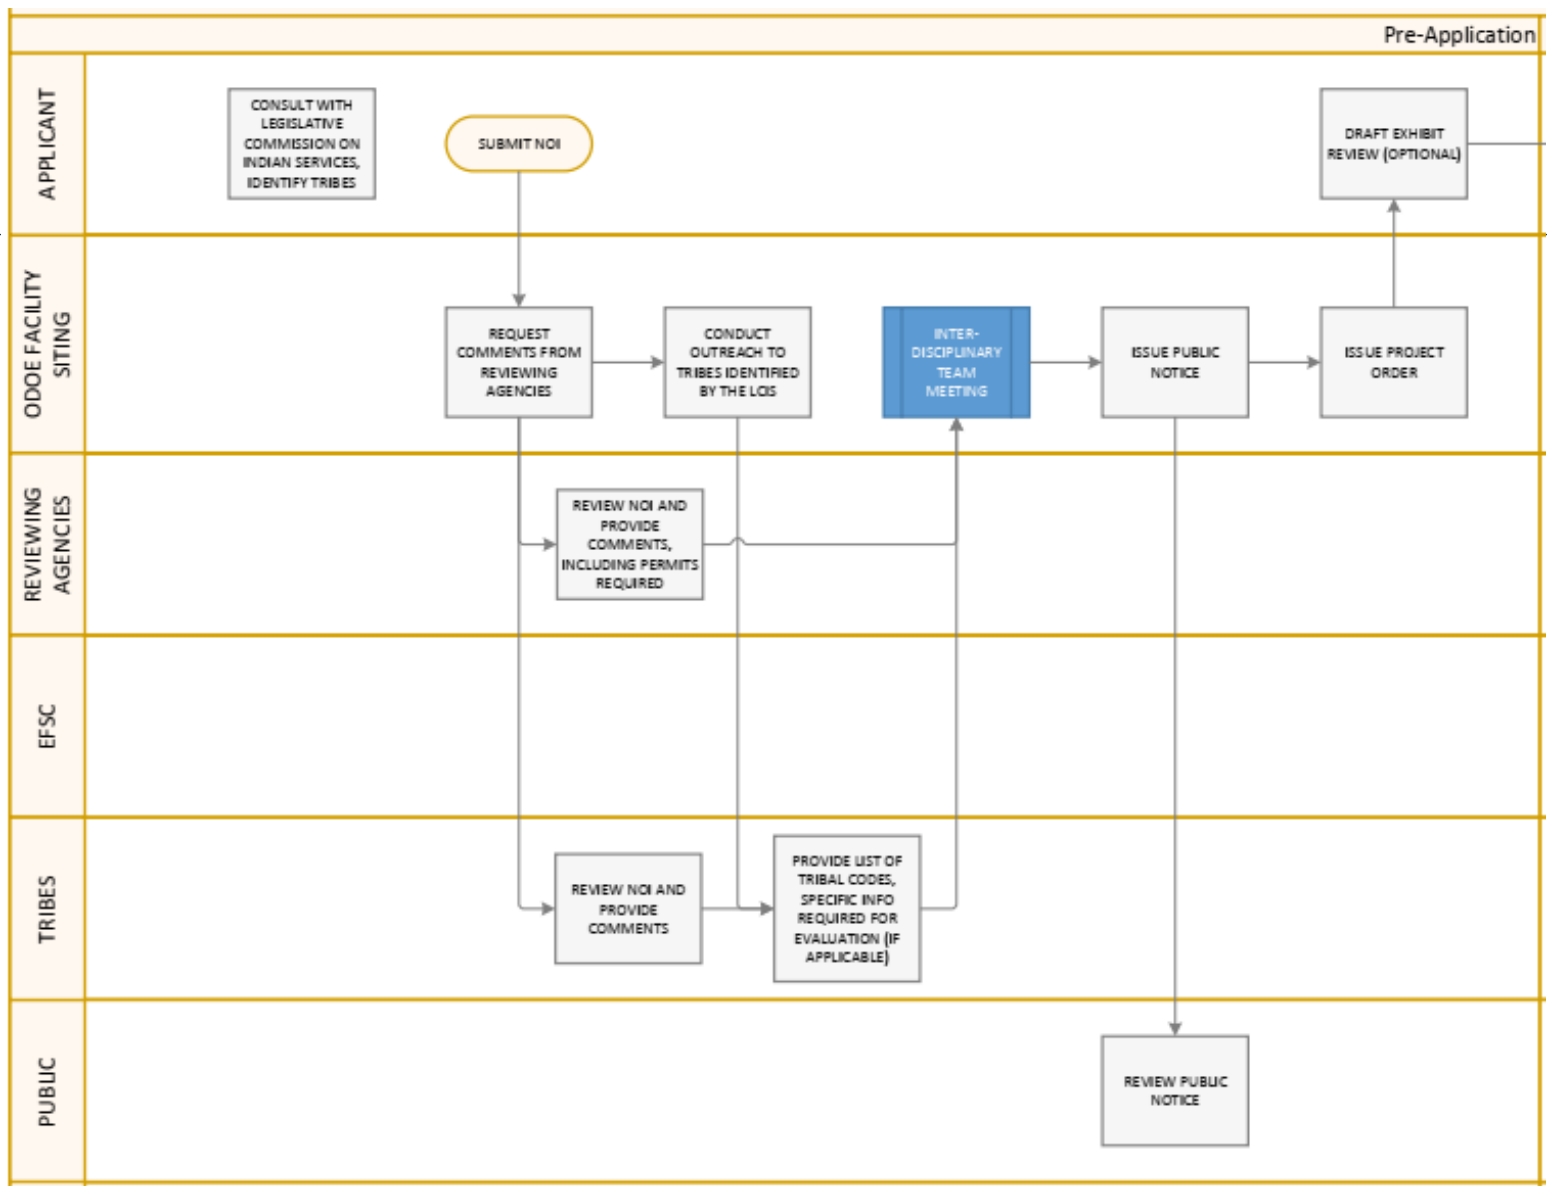 Pre-Application
APPLICANT
CONSULT WITH
LEGISLATIVE
COMMISSION ON
INDIAN SERVICES,
IDENTIFY TRIBES
SUBMIT NOI
DRAFT EXHIBIT
REVIEW (OPTIONAL)
ODOE FACILITY
SITING
REQUEST
COMMENTS FROM
REVIEWING
AGENCIES
CONDUCT
OUTREACH TO
TRIBES IDENTIFIED
BY THE LCIS
INTER-
DISCIPLINARY
TEAM
MEETING
ISSUE PUBLIC
NOTICE
ISSUE PROJECT
ORDER
REVIEWING
AGENCIES
REVIEW NOI AND
PROVIDE
COMMENTS,
INCLUDING PERMITS
REQUIRED
EFSC
TRIBES
REVIEW NOI AND
PROVIDE
COMMENTS
PROVIDE LIST OF
TRIBAL CODES,
SPECIFIC INFO
REQUIRED FOR
EVALUATION (IF
APPLICABLE)
PUBLIC
REVIEW PUBLIC
NOTICE